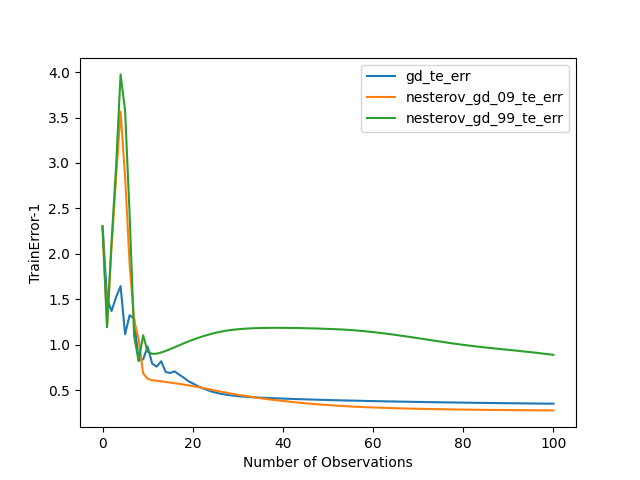 gd_te_err
nesterov_gd_09_te_err
nesterov_gd_99_te_err
TrainError-1
4.0
3.5
3.0
2.5
2.0
1.5
1.0
0.5
0 20 40 60 80 100
Number of Observations